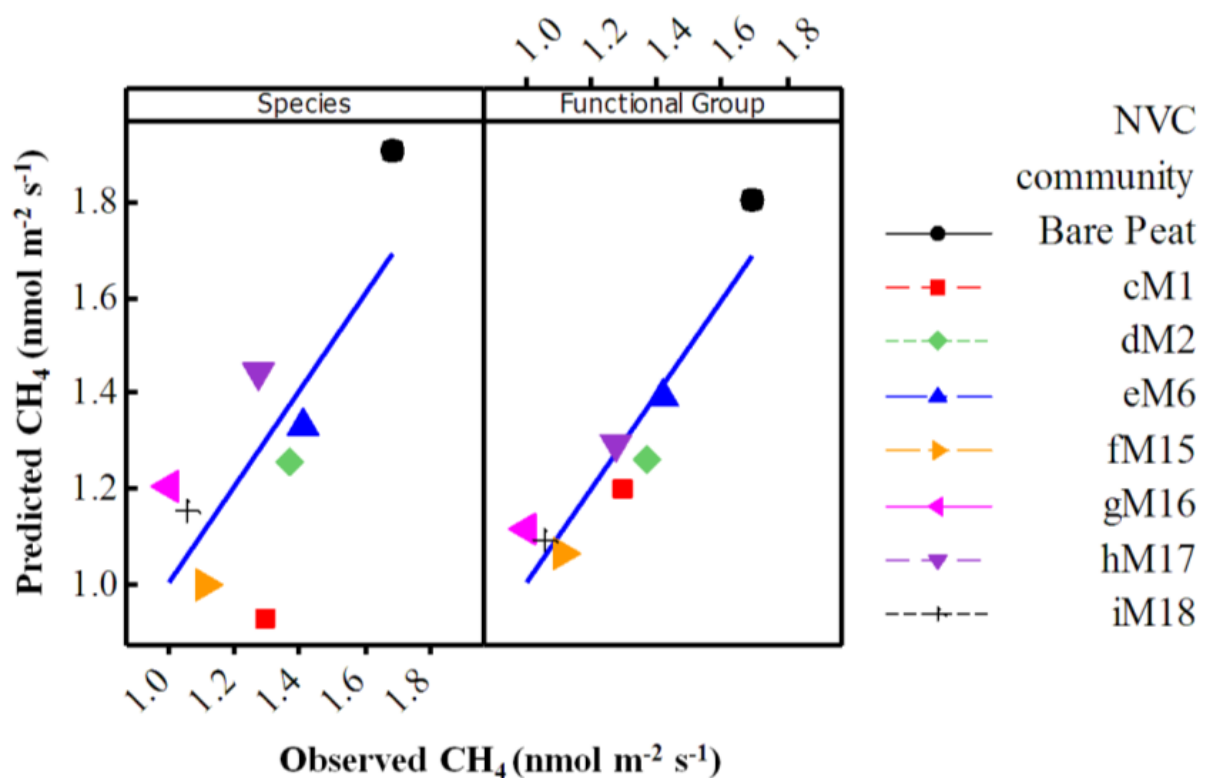 1.0 1.2 1.4 1.6 1.8
Species Functional Group
Predicted CH4 (nmol m-2 s-1)
1.8
1.6
1.4
1.2
1.0
1.0 1.2 1.4 1.6 1.8
Observed CH4 (nmol m-2 s-1)
NVC
community
Bare Peat
cM1
dM2
eM6
fM15
gM16
hM17
iM18